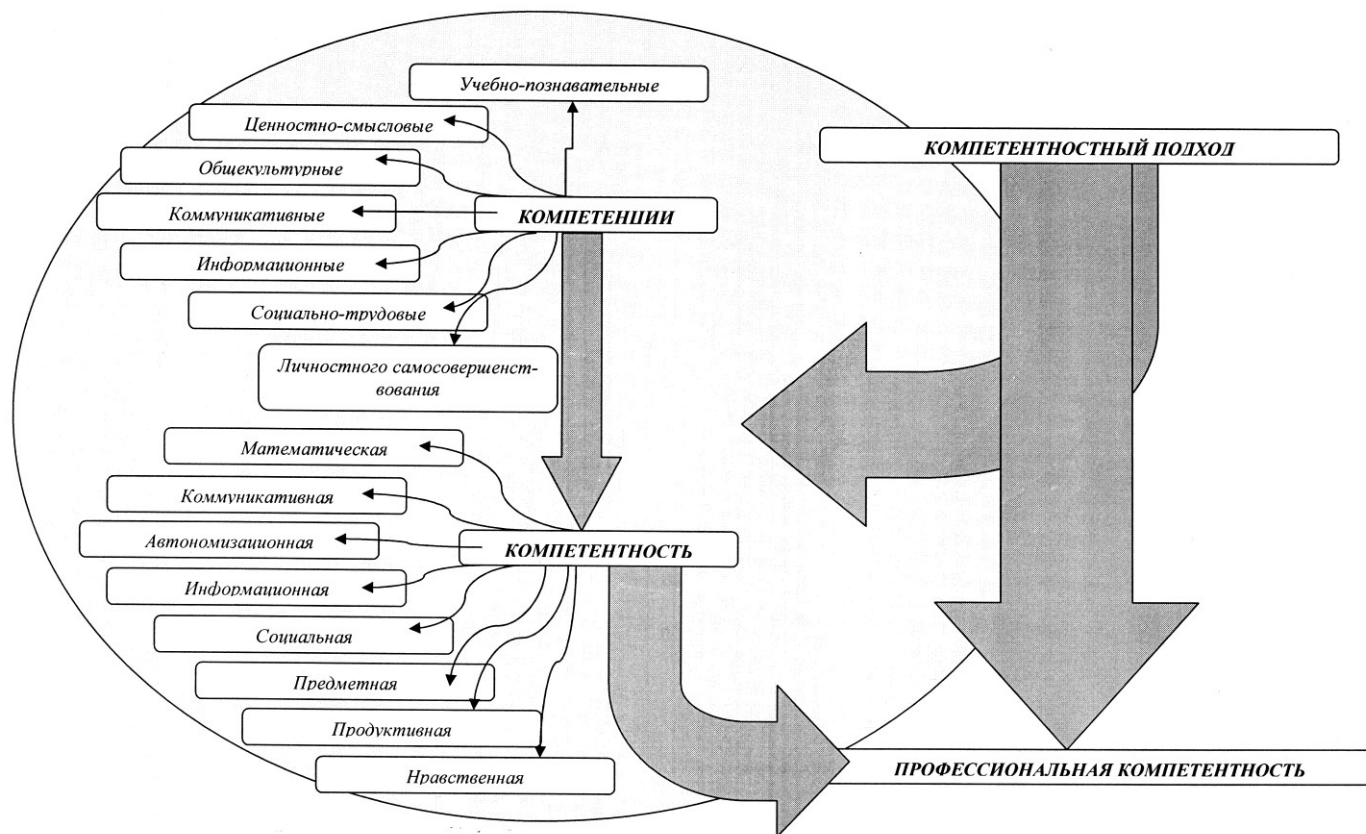 Учебно-познавательные
Ценностно-смысловые
КОМПЕТЕНТНОСТНЫЙ ПОДХОД
Общекультурные
Коммуникативные
КОМПЕТЕНЦИИ
Информационные
Социально-трудовые
Личностного самосовершенст-
вования
Математическая
Коммуникативная
Автономизационная
КОМПЕТЕНТНОСТЬ
Информационная
Социальная
Предметная
Продуктивная
Нравственная
ПРОФЕССИОНАЛЬНАЯ КОМПЕТЕНТНОСТЬ